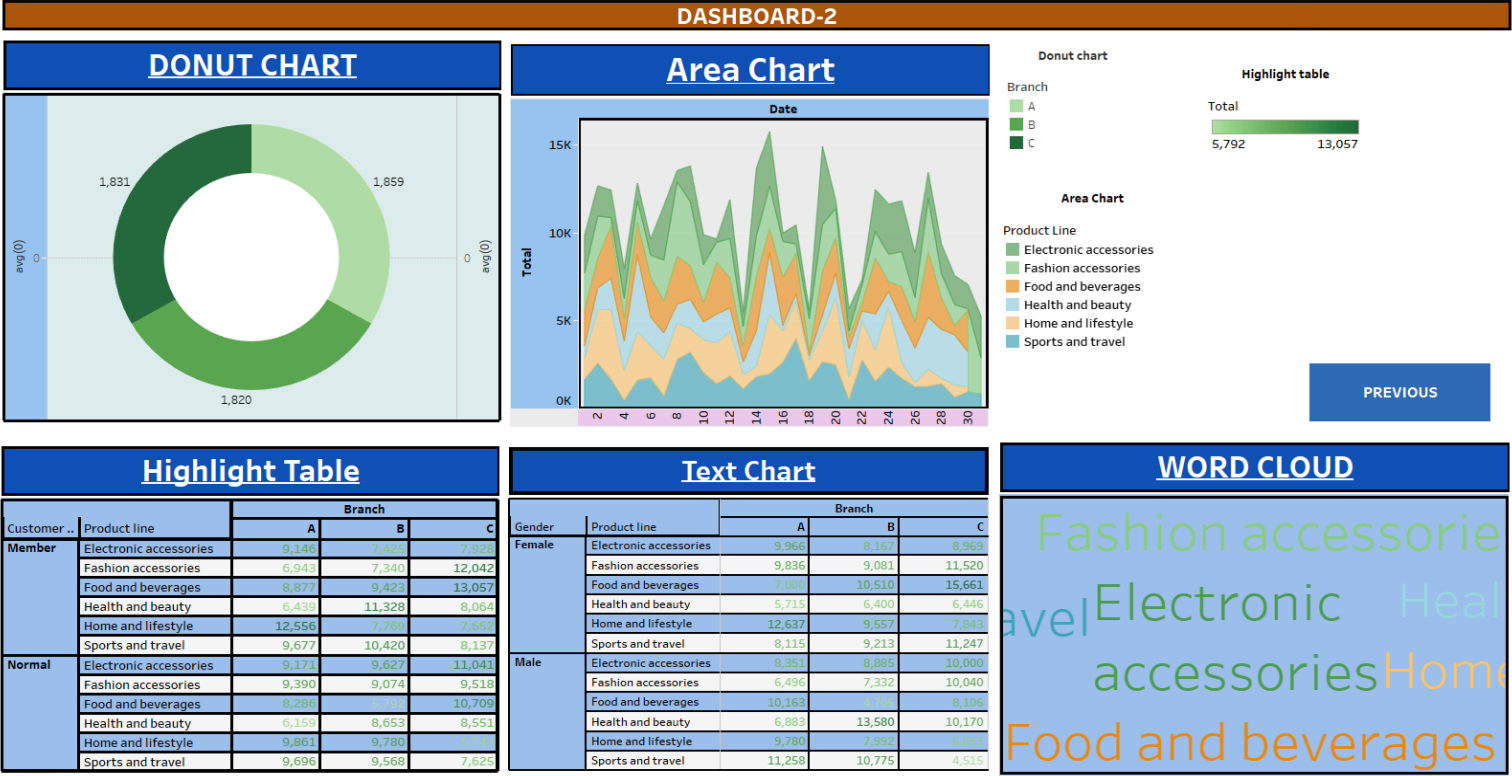 DASHBOARD-2
DONUT CHART
1,831
1,859
1,820
avg(0)
0
0
avg(0)
Area Chart
Date
Total
15K
10K
5K
0K
2 4 6 8 10 12 14 16 18 20 22 24 26 28 30
Donut chart
Branch
A
B
C
Highlight table
Total
5,792 13,057
Area Chart
Product Line
Electronic accessories
Fashion accessories
Food and beverages
Health and beauty
Home and lifestyle
Sports and travel
PREVIOUS
Highlight Table
Branch
Customer .. Product line A B C
Member Electronic accessories 9,146 7,425 7,928
Fashion accessories 6,943 7,340 12,042
Food and beverages 8,877 9,423 13,057
Health and beauty 6,439 11,328 8,064
Home and lifestyle 12,556 7,769 7,652
Sports and travel 9,677 10,420 8,137
Normal Electronic accessories 9,171 9,627 11,041
Fashion accessories 9,390 9,074 9,518
Food and beverages 8,286 5,792 10,709
Health and beauty 6,159 8,653 8,551
Home and lifestyle 9,861 9,780
Sports and travel 9,696 9,568 7,625
Text Chart
Branch
Gender Product line A B C
Female Electronic accessories 9,966 8,167 8,969
Fashion accessories 9,836 9,081 11,520
Food and beverages 10,510 15,661
Health and beauty 5,715 6,400 6,446
Home and lifestyle 12,637 9,557 7,843
Sports and travel 8,115 9,213 11,247
Male Electronic accessories 8,351 8,885 10,000
Fashion accessories 6,496 7,332 10,040
Food and beverages 10,163 8,106
Health and beauty 6,883 13,580 10,170
Home and lifestyle 9,780 7,992
Sports and travel 11,258 10,775 4,515
WORD CLOUD
Fashion accessorie
avel Electronic Heal
accessories Home
Food and beverages